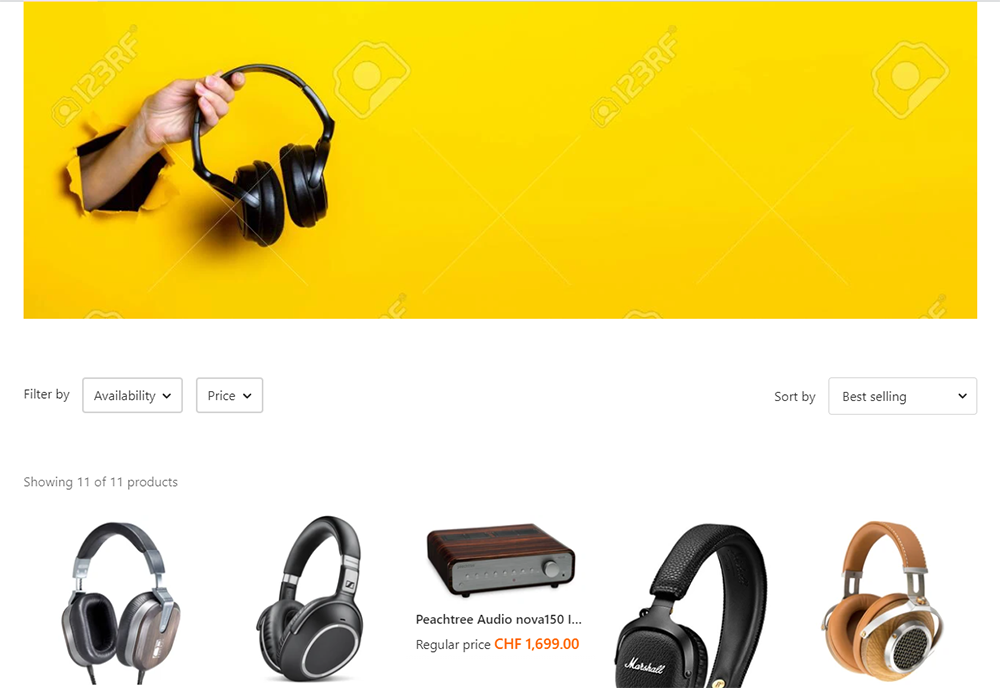 123RF
123RF
Filter by
Availability
Price
Sort by
Best selling
Showing 11 of 11 products
Peachtree Audio nova150 I...
Regular price CHF 1,699.00
Marshall